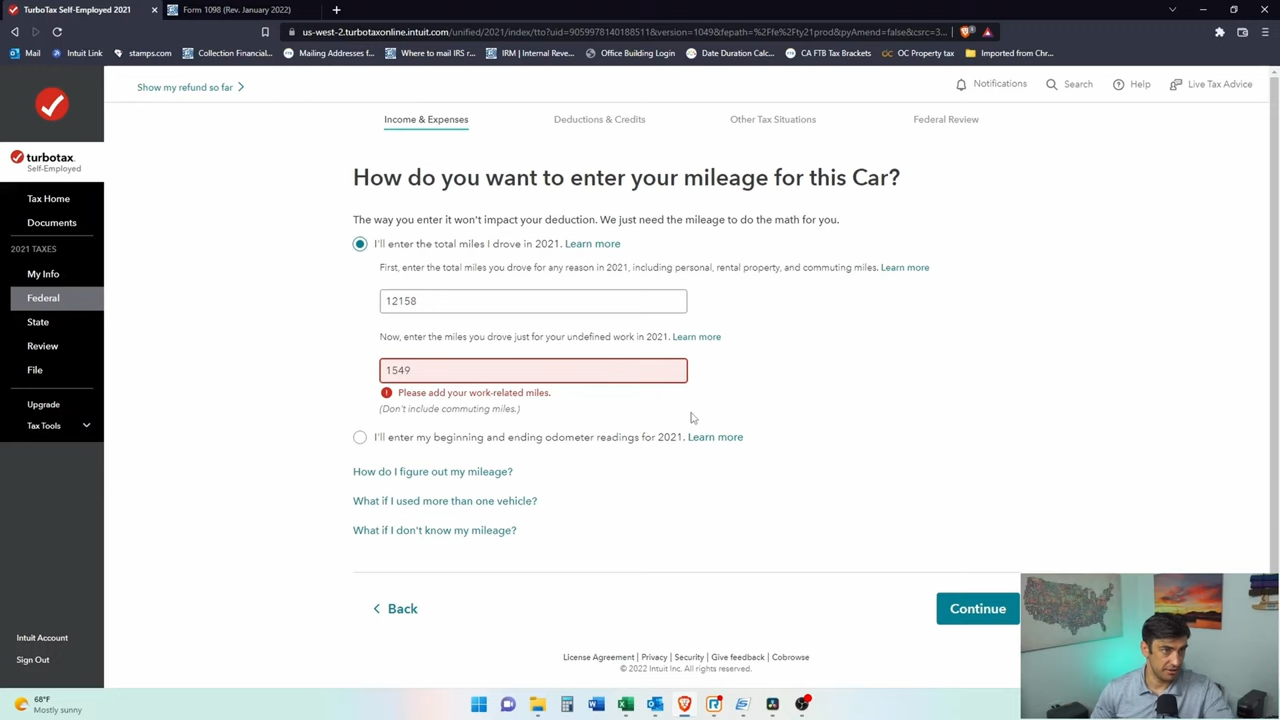 TurboTax Self-Employed 2021
Form 1098 (Rev. January 2022)
us-west-2.turbotaxonline.intuit.com/unified/2021/index/tto?uid=9059978140188511&version=1049&fepath=%2Ffe%2Fty21prod&pyAmend=false&csrc=3...
Mail
Intuit Link
stamps.com
Collection Financial...
Mailing Addresses f...
Where to mail IRS r...
IRM | Internal Reve...
Office Building Login
Date Duration Calc...
CA FTB Tax Brackets
OC Property tax
Imported from Chr...
Show my refund so far
Notifications
Search
Help
Live Tax Advice
turbotax
Self-Employed
Income & Expenses
Deductions & Credits
Other Tax Situations
Federal Review
Tax Home
Documents
2021 TAXES
My Info
Federal
State
Review
File
Upgrade
Tax Tools
Intuit Account
Sign Out
How do you want to enter your mileage for this Car?
The way you enter it won't impact your deduction. We just need the mileage to do the math for you.
I'll enter the total miles I drove in 2021. Learn more
First, enter the total miles you drove for any reason in 2021, including personal, rental property, and commuting miles. Learn more
12158
Now, enter the miles you drove just for your undefined work in 2021. Learn more
1549
Please add your work-related miles.
(Don't include commuting miles.)
I'll enter my beginning and ending odometer readings for 2021. Learn more
How do I figure out my mileage?
What if I used more than one vehicle?
What if I don't know my mileage?
Back
Continue
License Agreement | Privacy | Security | Give feedback | Cobrowse
© 2022 Intuit Inc. All rights reserved.
68°F
Mostly sunny